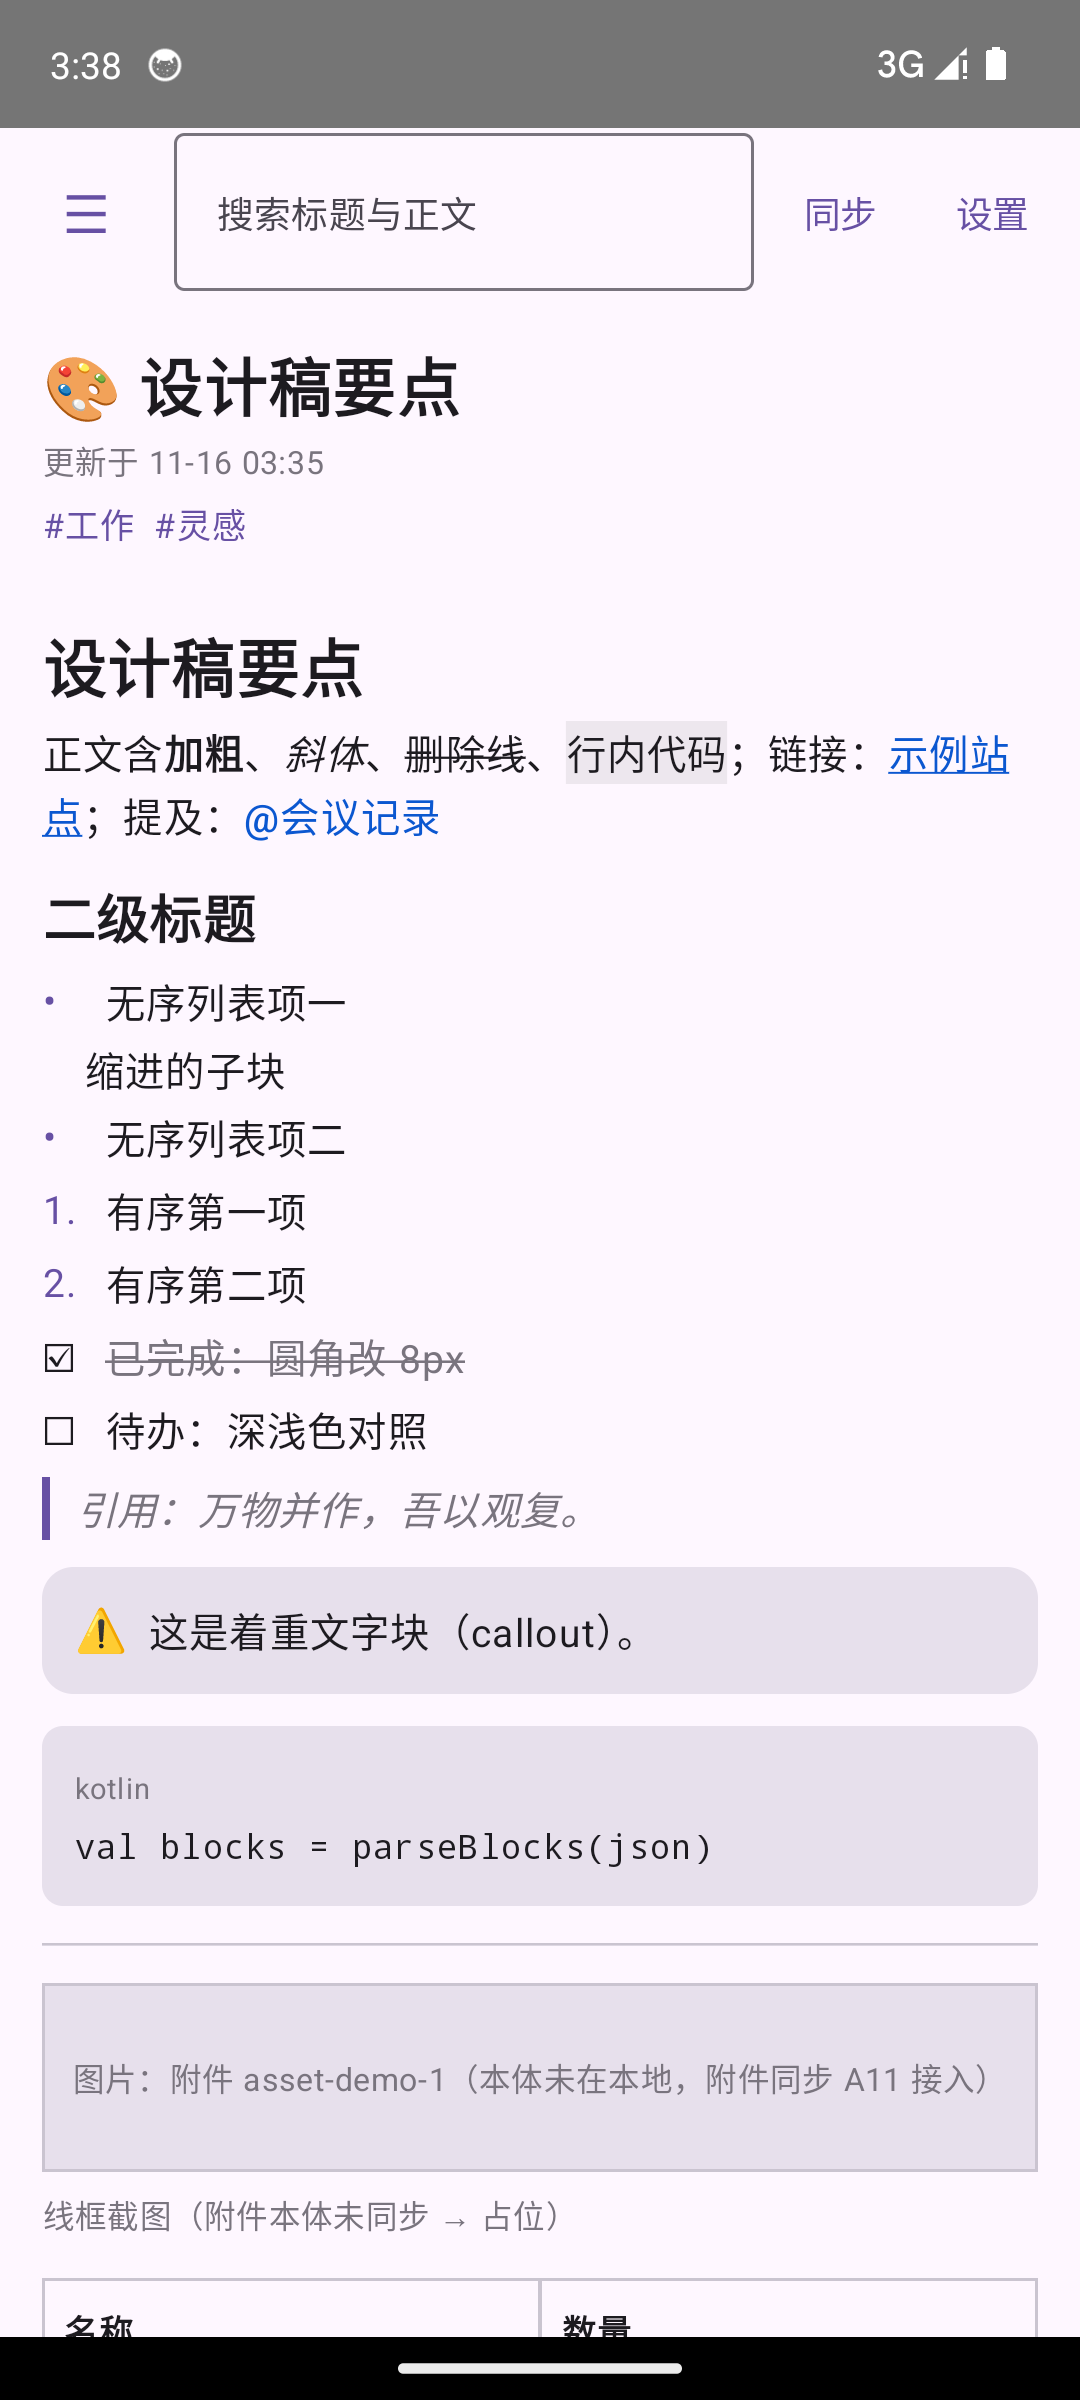 3:38
3G
搜索标题与正文
同步
设置
🎨 设计稿要点
更新于 11-16 03:35
#工作 #灵感
设计稿要点
正文含加粗、斜体、删除线、行内代码；链接：示例站
点；提及：@会议记录
二级标题
• 无序列表项一
缩进的子块
• 无序列表项二
1. 有序第一项
2. 有序第二项
☑ 已完成：圆角改 8px
☐ 待办：深浅色对照
引用：万物并作，吾以观复。
⚠️ 这是着重文字块（callout）。
kotlin
val blocks = parseBlocks(json)
图片：附件 asset-demo-1（本体未在本地，附件同步 A11 接入）
线框截图（附件本体未同步 → 占位）
名称
数量